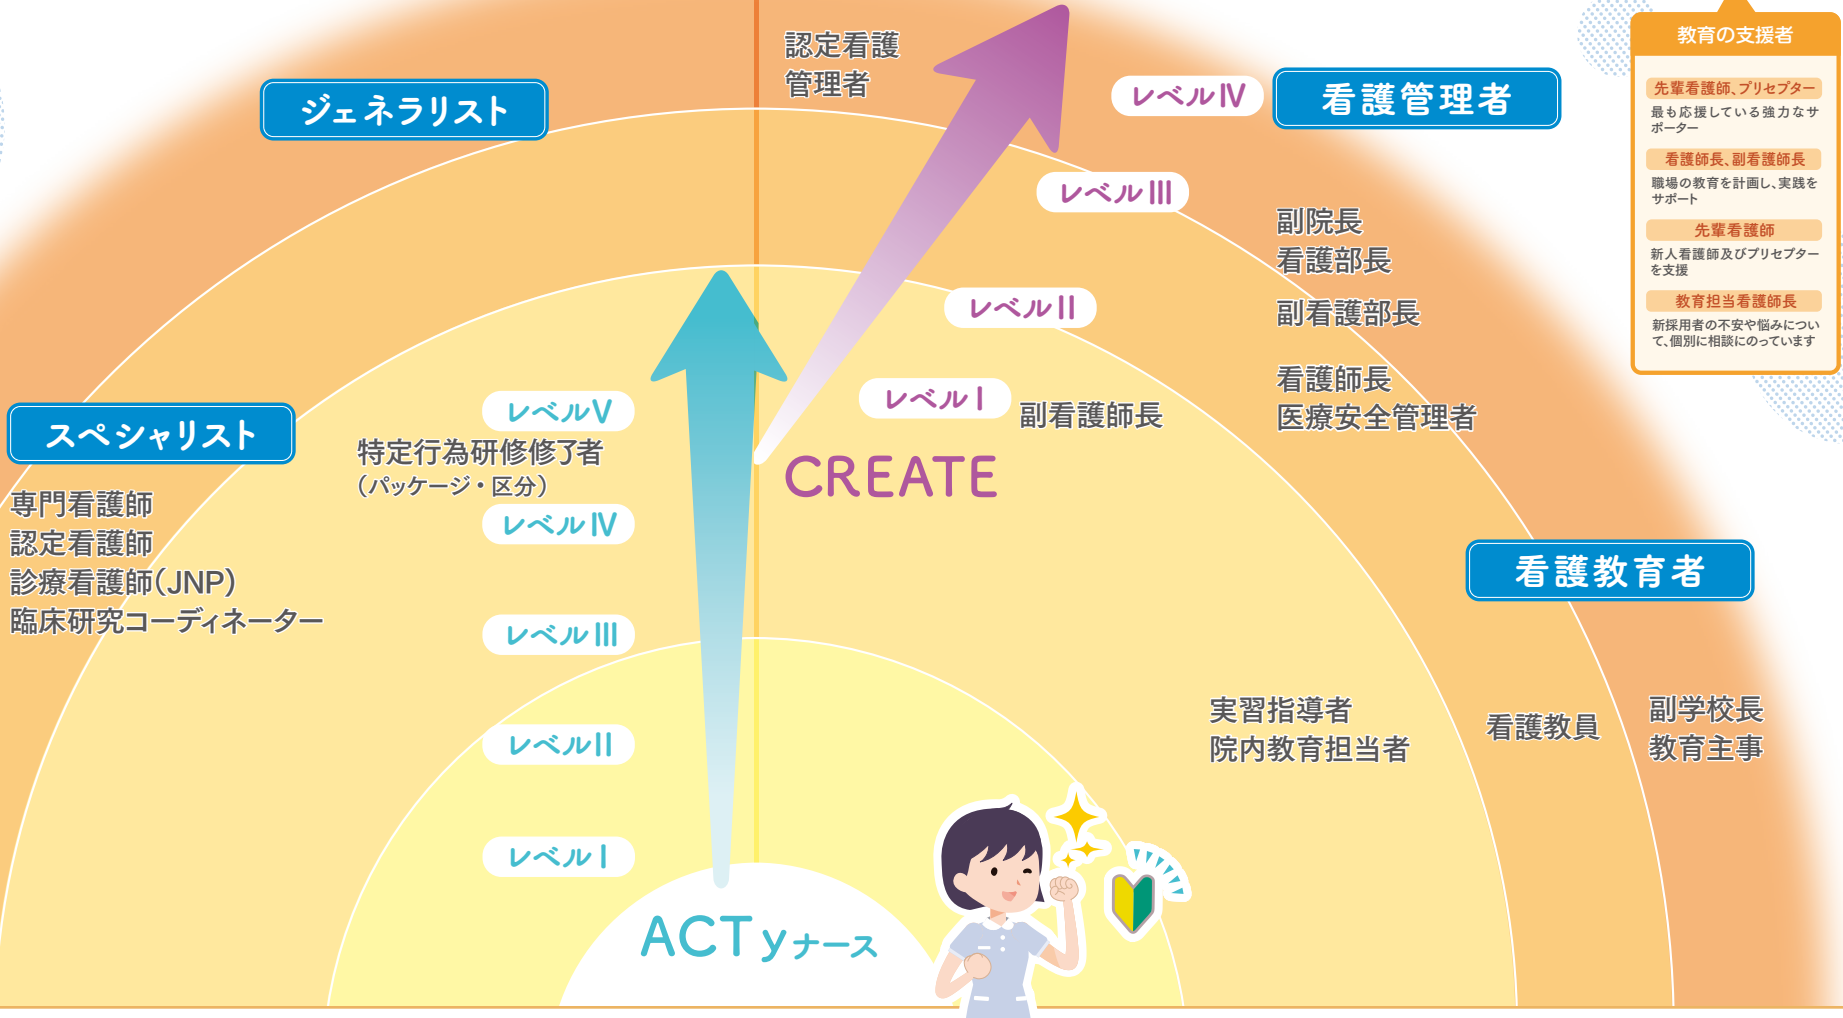 認定看護
管理者
ジェネラリスト
レベルⅣ
看護管理者
レベルⅢ
副院長
看護部長
副看護部長
レベルⅡ
看護師長
医療安全管理者
レベルⅠ
副看護師長
CREATE
スペシャリスト
専門看護師
認定看護師
診療看護師(JNP)
臨床研究コーディネーター
レベルⅤ
特定行為研修修了者
(パッケージ・区分)
レベルⅣ
レベルⅢ
レベルⅡ
レベルⅠ
ACTyナース
看護教育者
実習指導者
院内教育担当者
看護教員
副学校長
教育主事
教育の支援者
先輩看護師、プリセプター
最も応援している強力なサ
ポーター
看護師長、副看護師長
職場の教育を計画し、実践を
サポート
先輩看護師
新人看護師及びプリセプター
を支援
教育担当看護師長
新採用者の不安や悩みについ
て、個別に相談にのっています